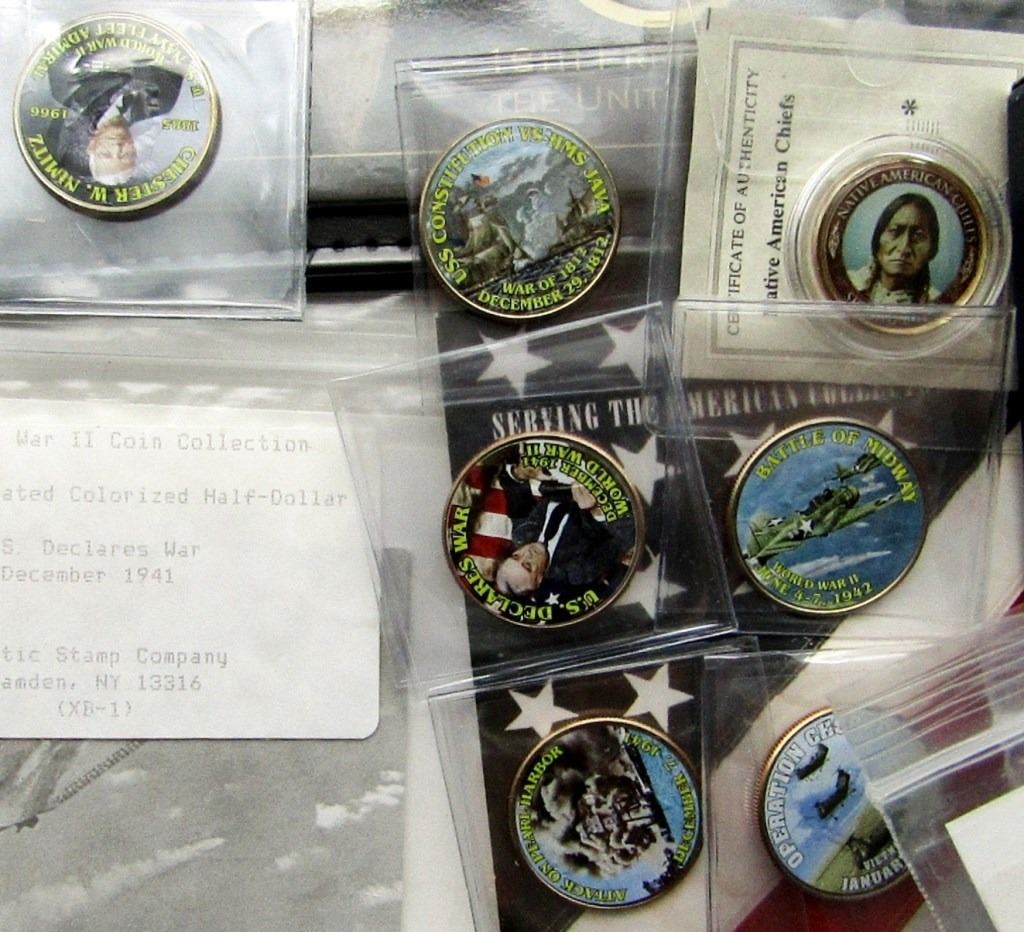 CHESTER W. NIMITZ
1885
1966
U.S. NAVY FLEET ADMIRAL
WORLD WAR II
THE UNIT
USS CONSTITUTION VS HMS JAVA
WAR OF 1812
DECEMBER 29, 1812
CERTIFICATE OF AUTHENTICITY
ative American Chiefs
*
NATIVE AMERICAN CHIEFS
SERVING TH
MERICAN COLLE
U.S. DECLARES WAR
DECEMBER 1941
WORLD WAR II
BATTLE OF MIDWAY
WORLD WAR II
JUNE 4-7, 1942
War II Coin Collection
ated Colorized Half-Dollar
S. Declares War
December 1941
tic Stamp Company
amden, NY 13316
(XB-1)
ATTACK ON PEARL HARBOR
DECEMBER 7, 1941
OPERATION CE
VIET
JANUAR